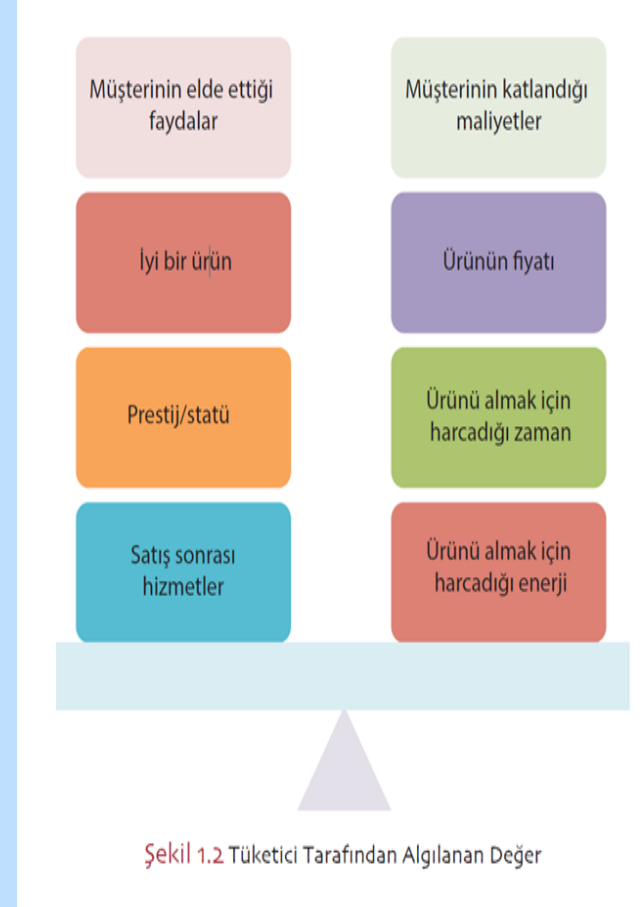 Müşterinin elde ettiği
faydalar
Müşterinin katlandığı
maliyetler
İyi bir ürün
Ürünün fiyatı
Prestij/statü
Ürünü almak için
harcadığı zaman
Satış sonrası
hizmetler
Ürünü almak için
harcadığı enerji
Şekil 1.2 Tüketici Tarafından Algılanan Değer